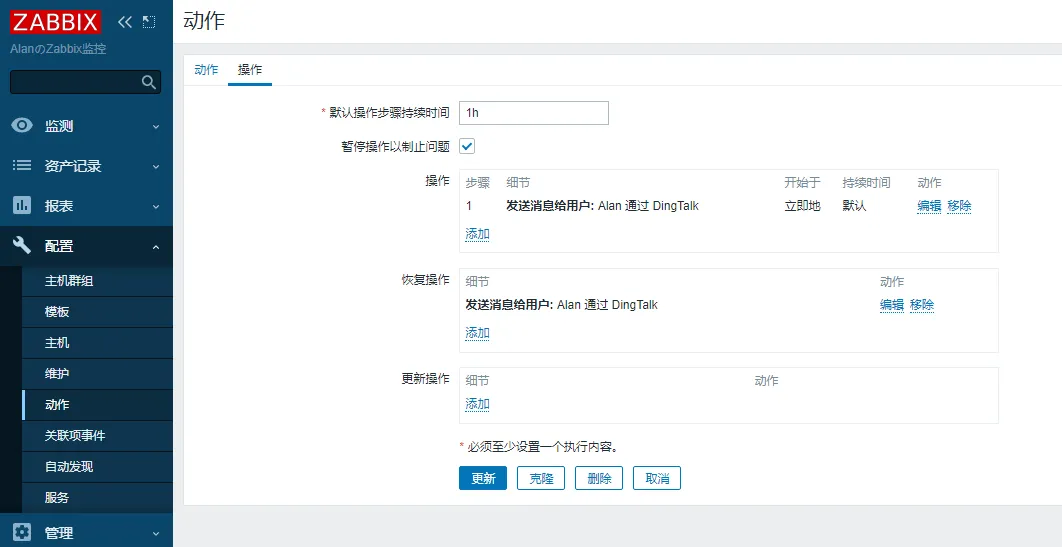 ZABBIX
AlanのZabbix监控
监测
资产记录
报表
配置
主机群组
模板
主机
维护
动作
关联项事件
自动发现
服务
管理
动作
动作 操作
* 默认操作步骤持续时间 1h
暂停操作以制止问题
操作 步骤 细节 开始于 持续时间 动作
1 发送消息给用户: Alan 通过 DingTalk 立即地 默认 编辑 移除
添加
恢复操作 细节 动作
发送消息给用户: Alan 通过 DingTalk 编辑 移除
添加
更新操作 细节 动作
添加
* 必须至少设置一个执行内容。
更新 克隆 删除 取消